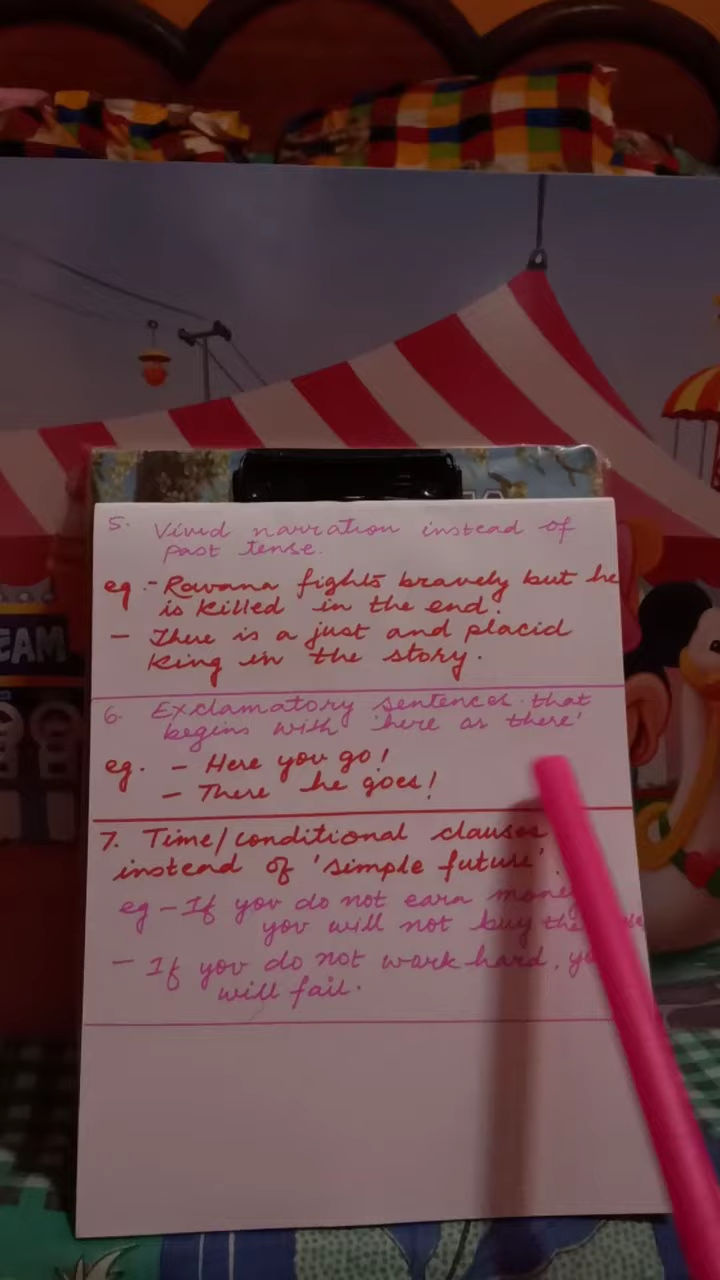 EAM
5. Vivid narration instead of
past tense.
eg :- Ravana fights bravely but he
is killed in the end.
- There is a just and placid
King in the story.
6. Exclamatory sentences that
begins with 'here or there'
eg. - Here you go!
- There he goes!
7. Time/conditional clauses
instead of 'simple future'
eg - If you do not earn money
you will not buy the
- If you do not work hard,
will fail.